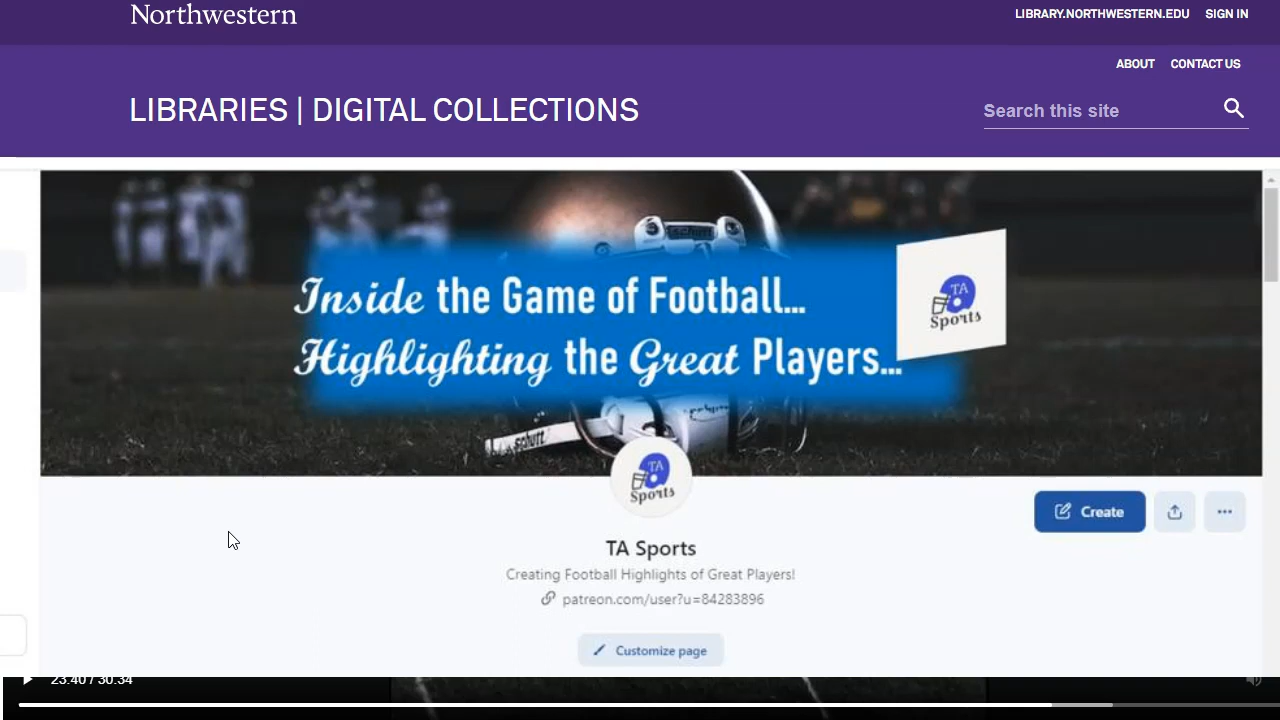 Northwestern
LIBRARY.NORTHWESTERN.EDU SIGN IN
ABOUT CONTACT US
LIBRARIES | DIGITAL COLLECTIONS
Search this site
schutt
Inside the Game of Football...
TA
Sports
Highlighting the Great Players...
schutt
TA
Sports
Create
TA Sports
Creating Football Highlights of Great Players!
patreon.com/user?u=84283896
Customize page
23:40 / 30:34